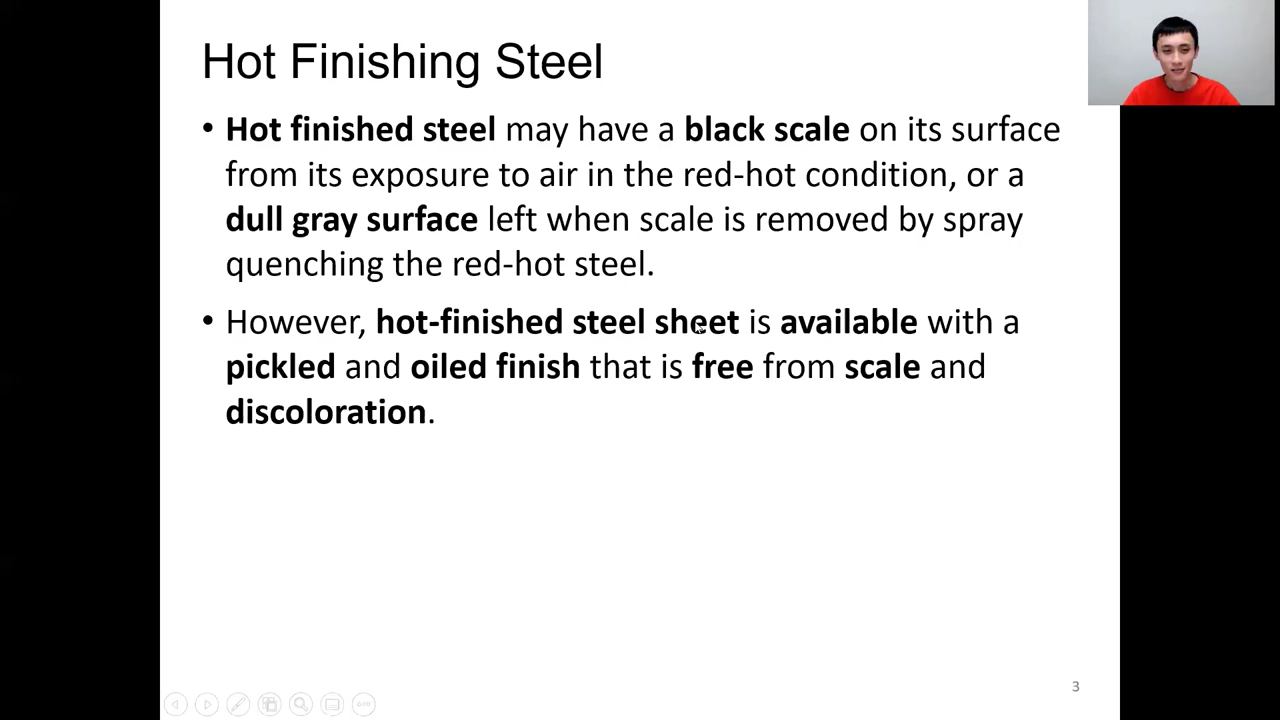 Hot Finishing Steel
• Hot finished steel may have a black scale on its surface
from its exposure to air in the red-hot condition, or a
dull gray surface left when scale is removed by spray
quenching the red-hot steel.
• However, hot-finished steel sheet is available with a
pickled and oiled finish that is free from scale and
discoloration.
3